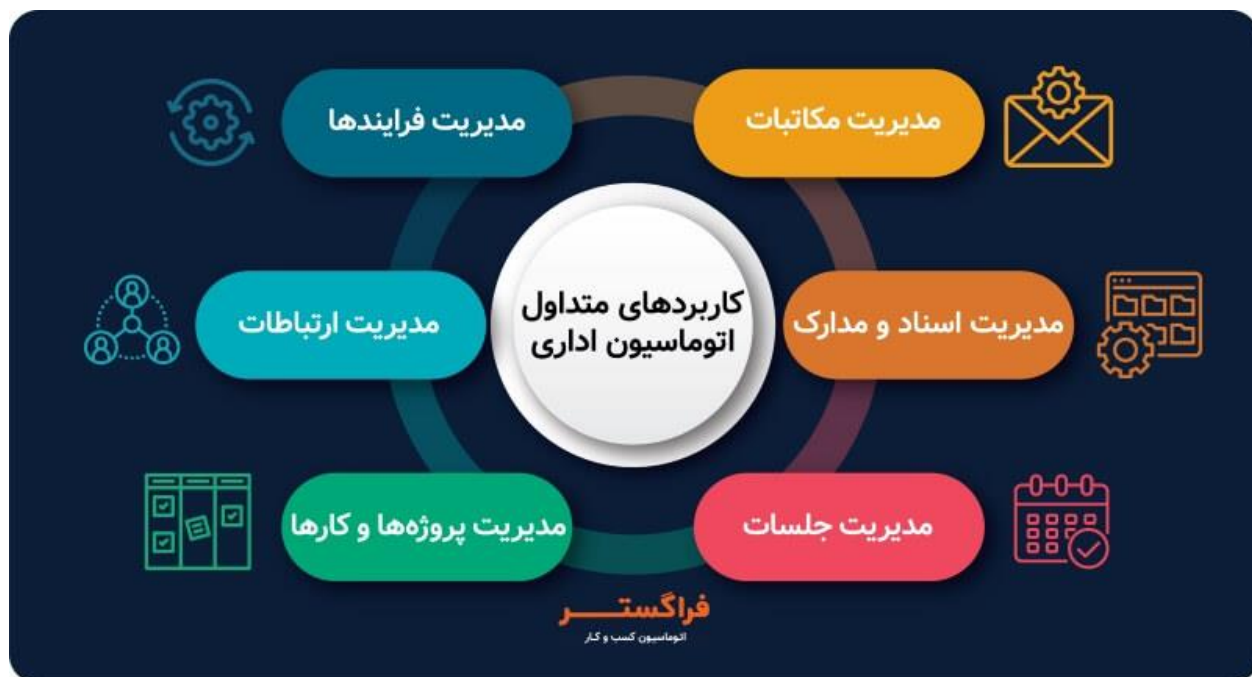 کاربردهای متداول
اتوماسیون اداری
مدیریت مکاتبات
مدیریت اسناد و مدارک
مدیریت جلسات
مدیریت فرایندها
مدیریت ارتباطات
مدیریت پروژه‌ها و کارها
فراگستر
اتوماسیون کسب و کار